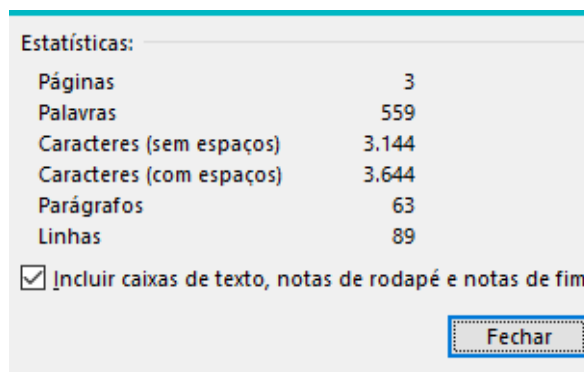 Estatísticas:
Páginas 3
Palavras 559
Caracteres (sem espaços) 3.144
Caracteres (com espaços) 3.644
Parágrafos 63
Linhas 89
Incluir caixas de texto, notas de rodapé e notas de fim
Fechar